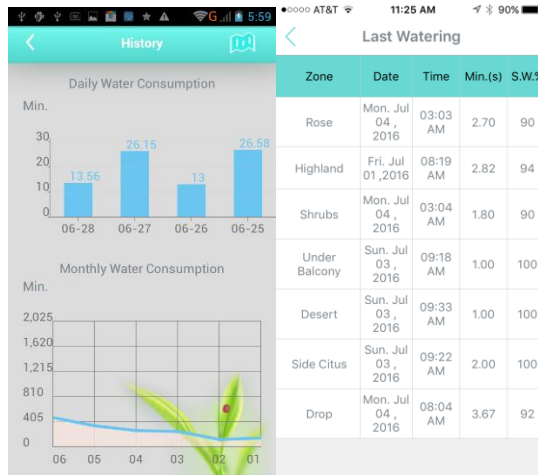 5:59
History
Daily Water Consumption
Min.
30
20
10
0
13.56
26.15
13
26.58
06-28 06-27 06-26 06-25
Monthly Water Consumption
Min.
2,025
1,620
1,215
810
405
0
06 05 04 03 02 01
AT&T 11:25 AM 90%
Last Watering
Zone Date Time Min.(s) S.W.%
Rose Mon. Jul 04 , 2016 03:03 AM 2.70 90
Highland Fri. Jul 01 ,2016 08:19 AM 2.82 94
Shrubs Mon. Jul 04 , 2016 03:04 AM 1.80 90
Under Balcony Sun. Jul 03 , 2016 09:18 AM 1.00 100
Desert Sun. Jul 03 , 2016 09:33 AM 1.00 100
Side Citus Sun. Jul 03 , 2016 09:22 AM 2.00 100
Drop Mon. Jul 04 , 2016 08:04 AM 3.67 92